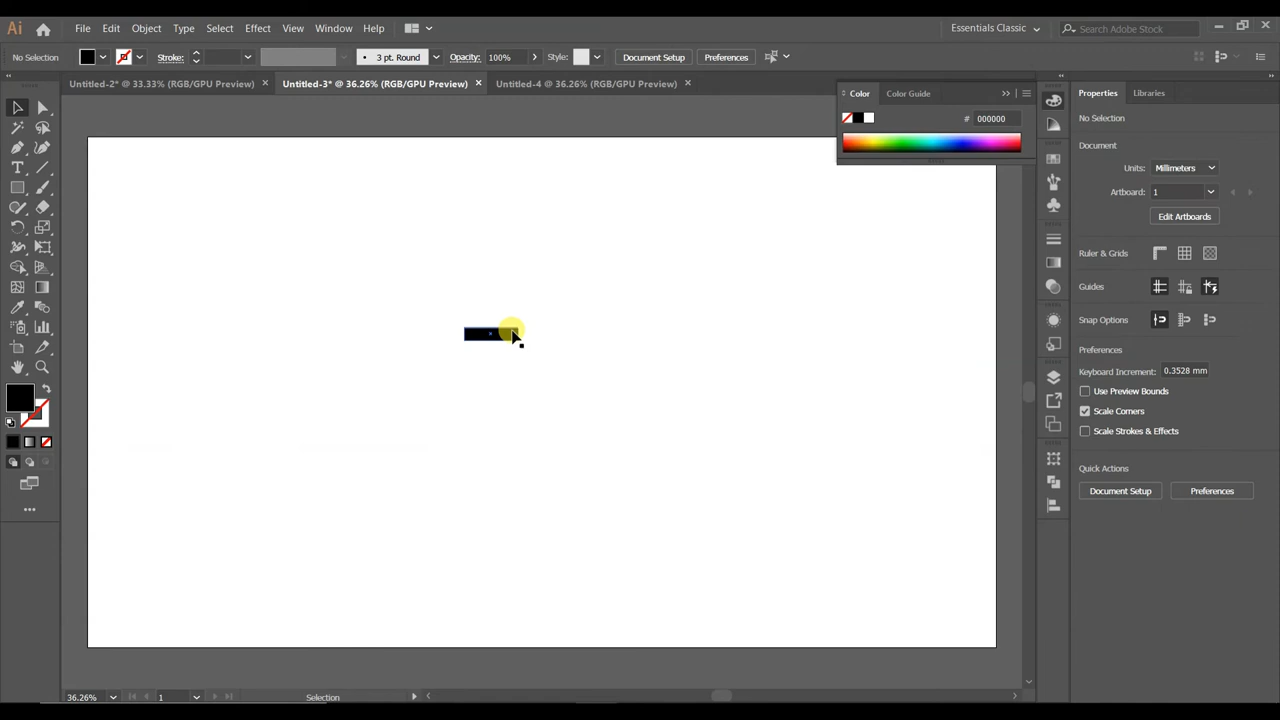 Ai File Edit Object Type Select Effect View Window Help Essentials Classic Search Adobe Stock
No Selection Stroke: 3 pt. Round Opacity: 100% Style: Document Setup Preferences
Untitled-2* @ 33.33% (RGB/GPU Preview) Untitled-3* @ 36.26% (RGB/GPU Preview) Untitled-4 @ 36.26% (RGB/GPU Preview)
Color Color Guide
# 000000
Properties Libraries
No Selection
Document
Units: Millimeters
Artboard: 1
Edit Artboards
Ruler & Grids
Guides
Snap Options
Preferences
Keyboard Increment: 0.3528 mm
Use Preview Bounds
Scale Corners
Scale Strokes & Effects
Quick Actions
Document Setup Preferences
36.26% 1 Selection